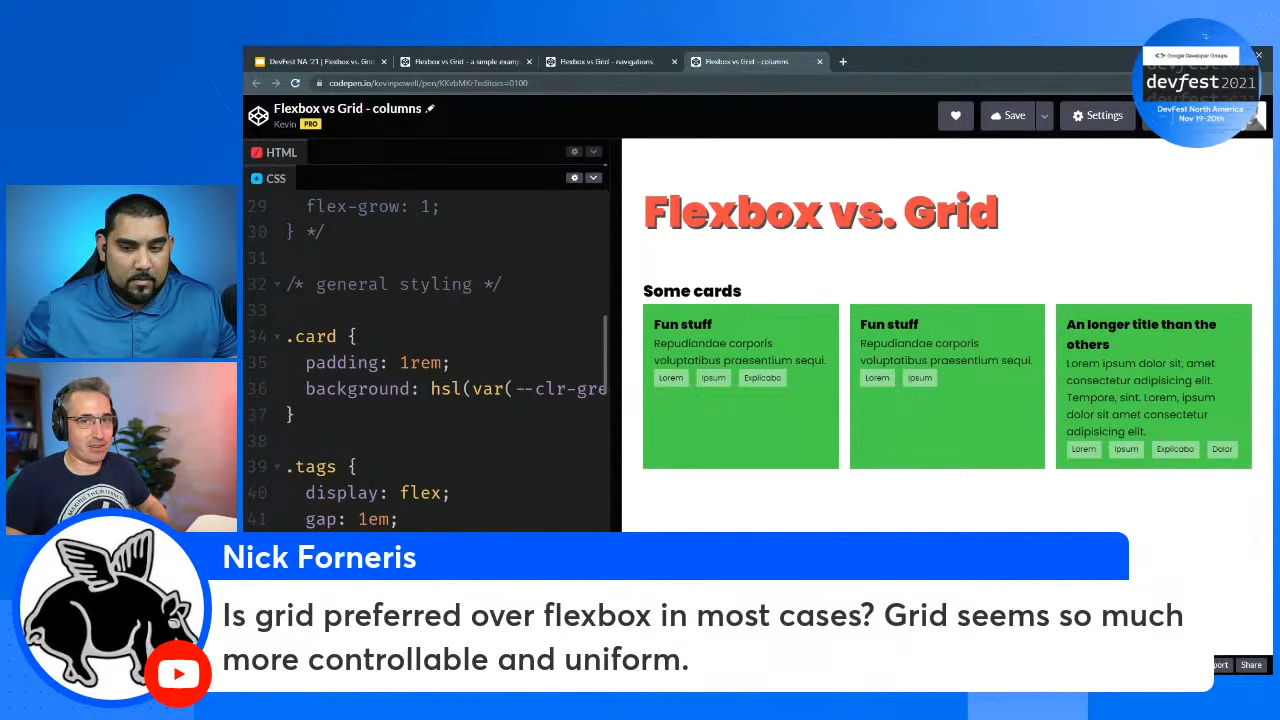 Google Developer Groups
devfest 2021
DevFest North America
Nov 19-20th
DevFest NA '21 | Flexbox vs. Gri
Flexbox vs Grid - a simple examp
Flexbox vs Grid - navigations
Flexbox vs Grid - columns
codepen.io/kevinpowell/pen/KKvbMKr?editors=0100
Flexbox vs Grid - columns
Kevin PRO
Save
Settings
HTML
CSS
29 flex-grow: 1;
30 } */
31
32 /* general styling */
33
34 .card {
35 padding: 1rem;
36 background: hsl(var(--clr-gre
37 }
38
39 .tags {
40 display: flex;
41 gap: 1em;
Flexbox vs. Grid
Some cards
Fun stuff
Repudiandae corporis
voluptatibus praesentium sequi.
Lorem Ipsum Explicabo
Fun stuff
Repudiandae corporis
voluptatibus praesentium sequi.
Lorem Ipsum
An longer title than the
others
Lorem ipsum dolor sit, amet
consectetur adipisicing elit.
Tempore, sint. Lorem, ipsum
dolor sit amet consectetur
adipisicing elit.
Lorem Ipsum Explicabo Dolor
Nick Forneris
Is grid preferred over flexbox in most cases? Grid seems so much
more controllable and uniform.
port Share